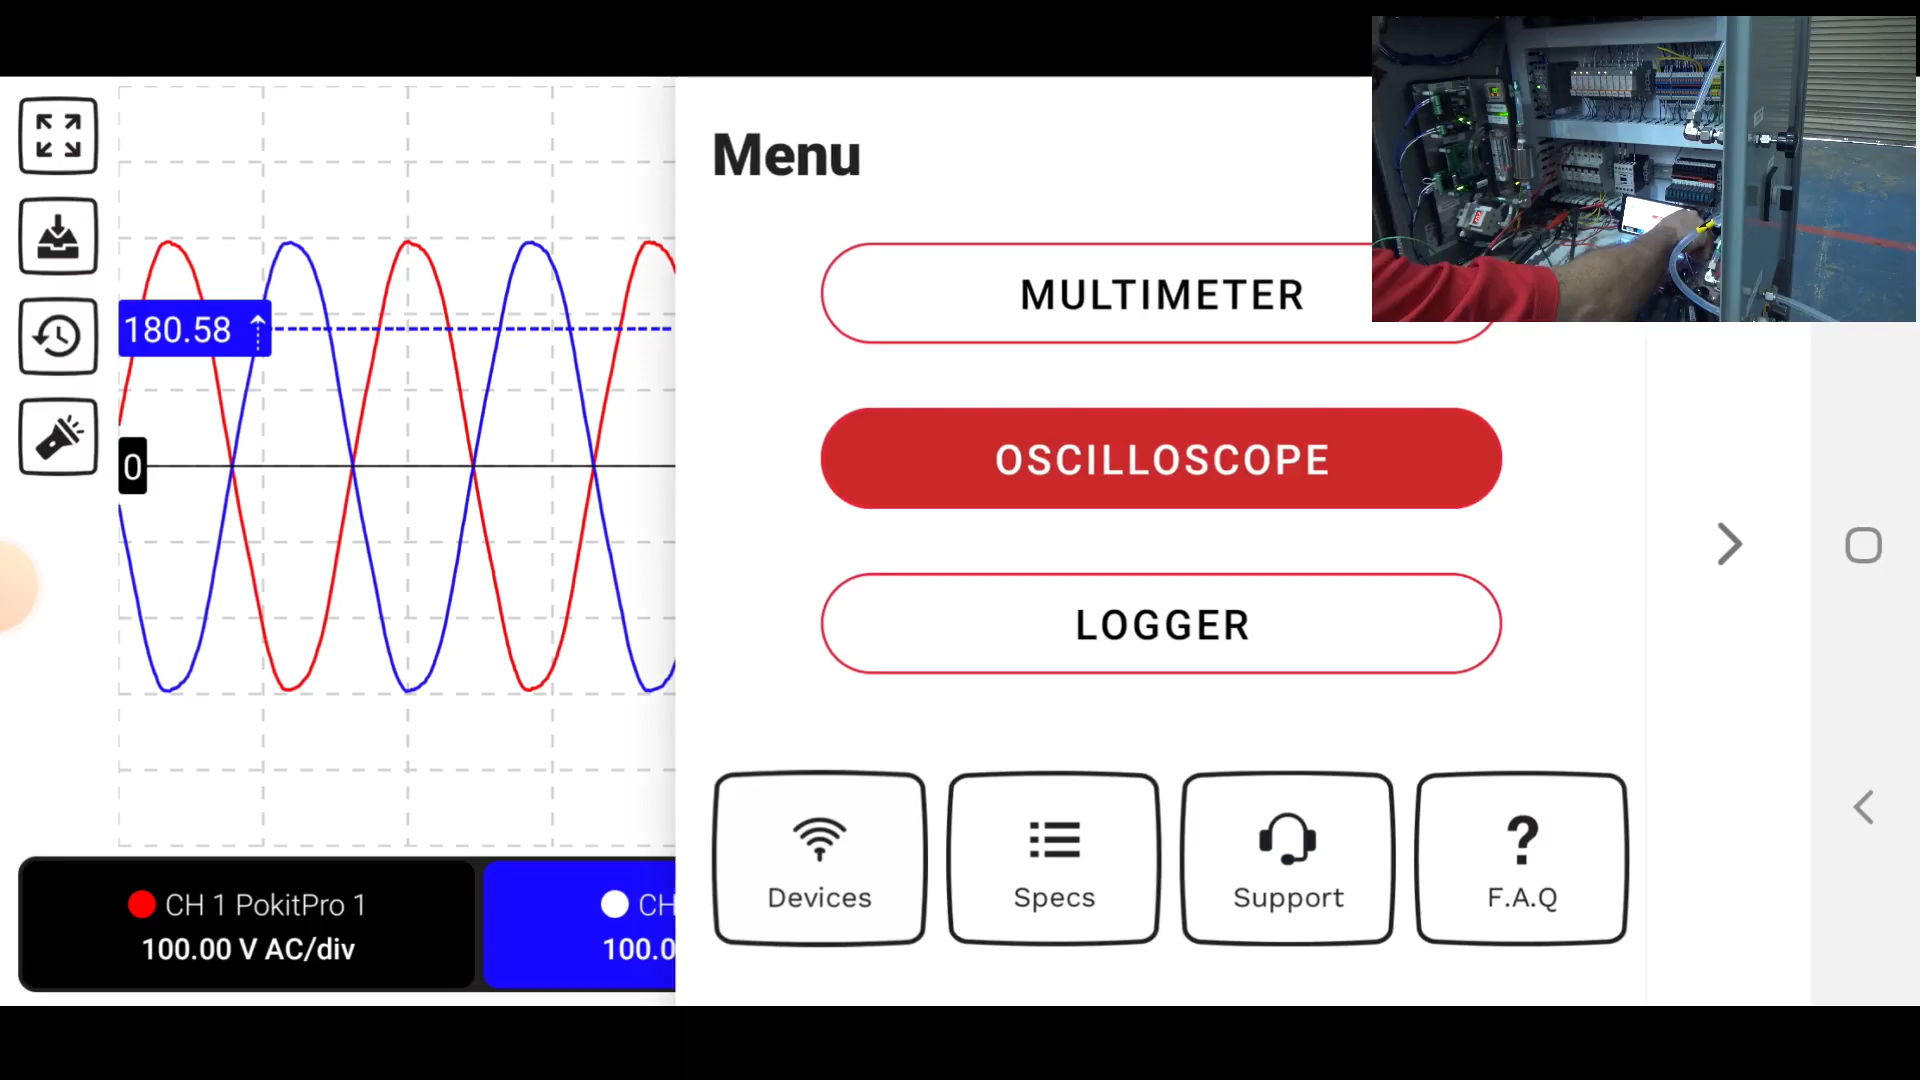 Menu
MULTIMETER
180.58
0
OSCILLOSCOPE
LOGGER
CH 1 PokitPro 1
100.00 V AC/div
CH
100.0
Devices
Specs
Support
F.A.Q